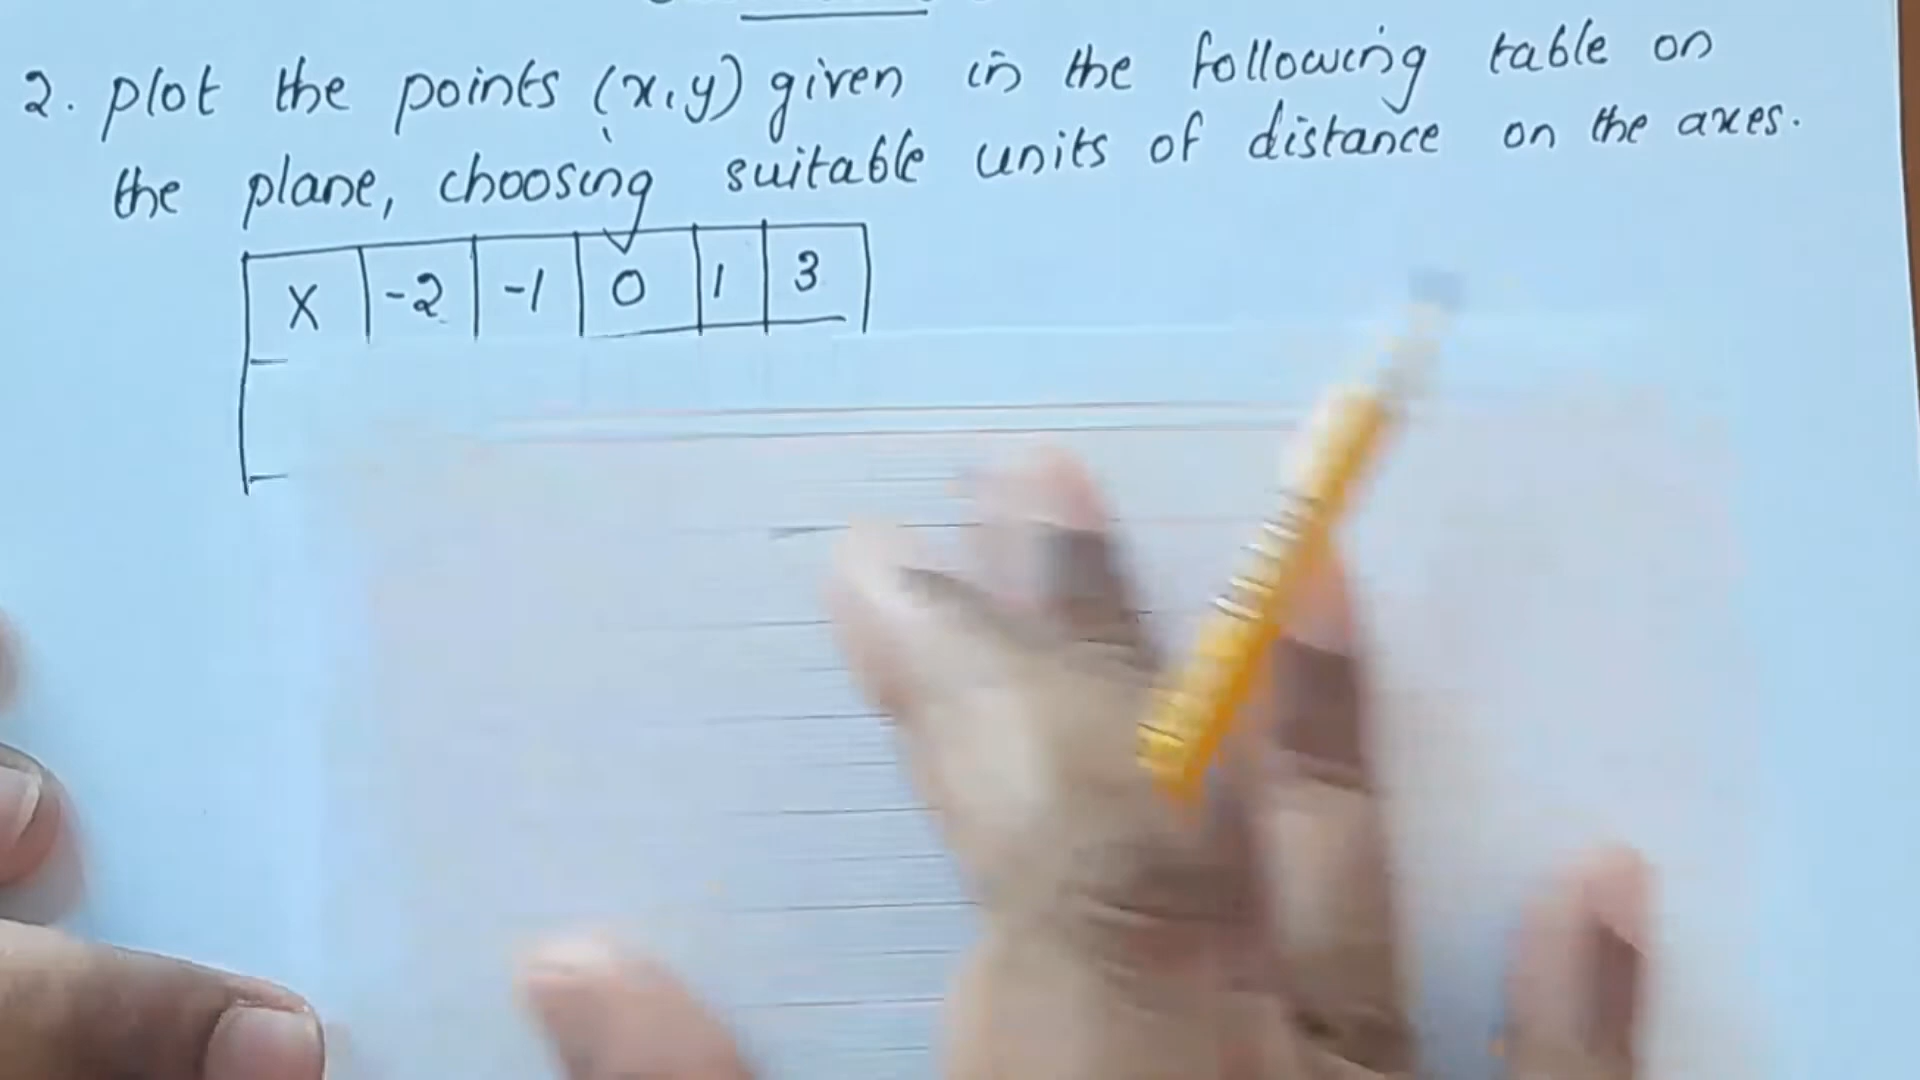 2. plot the points (x,y) given in the following table on
the plane, choosing suitable units of distance on the axes.
X -2 -1 0 1 3